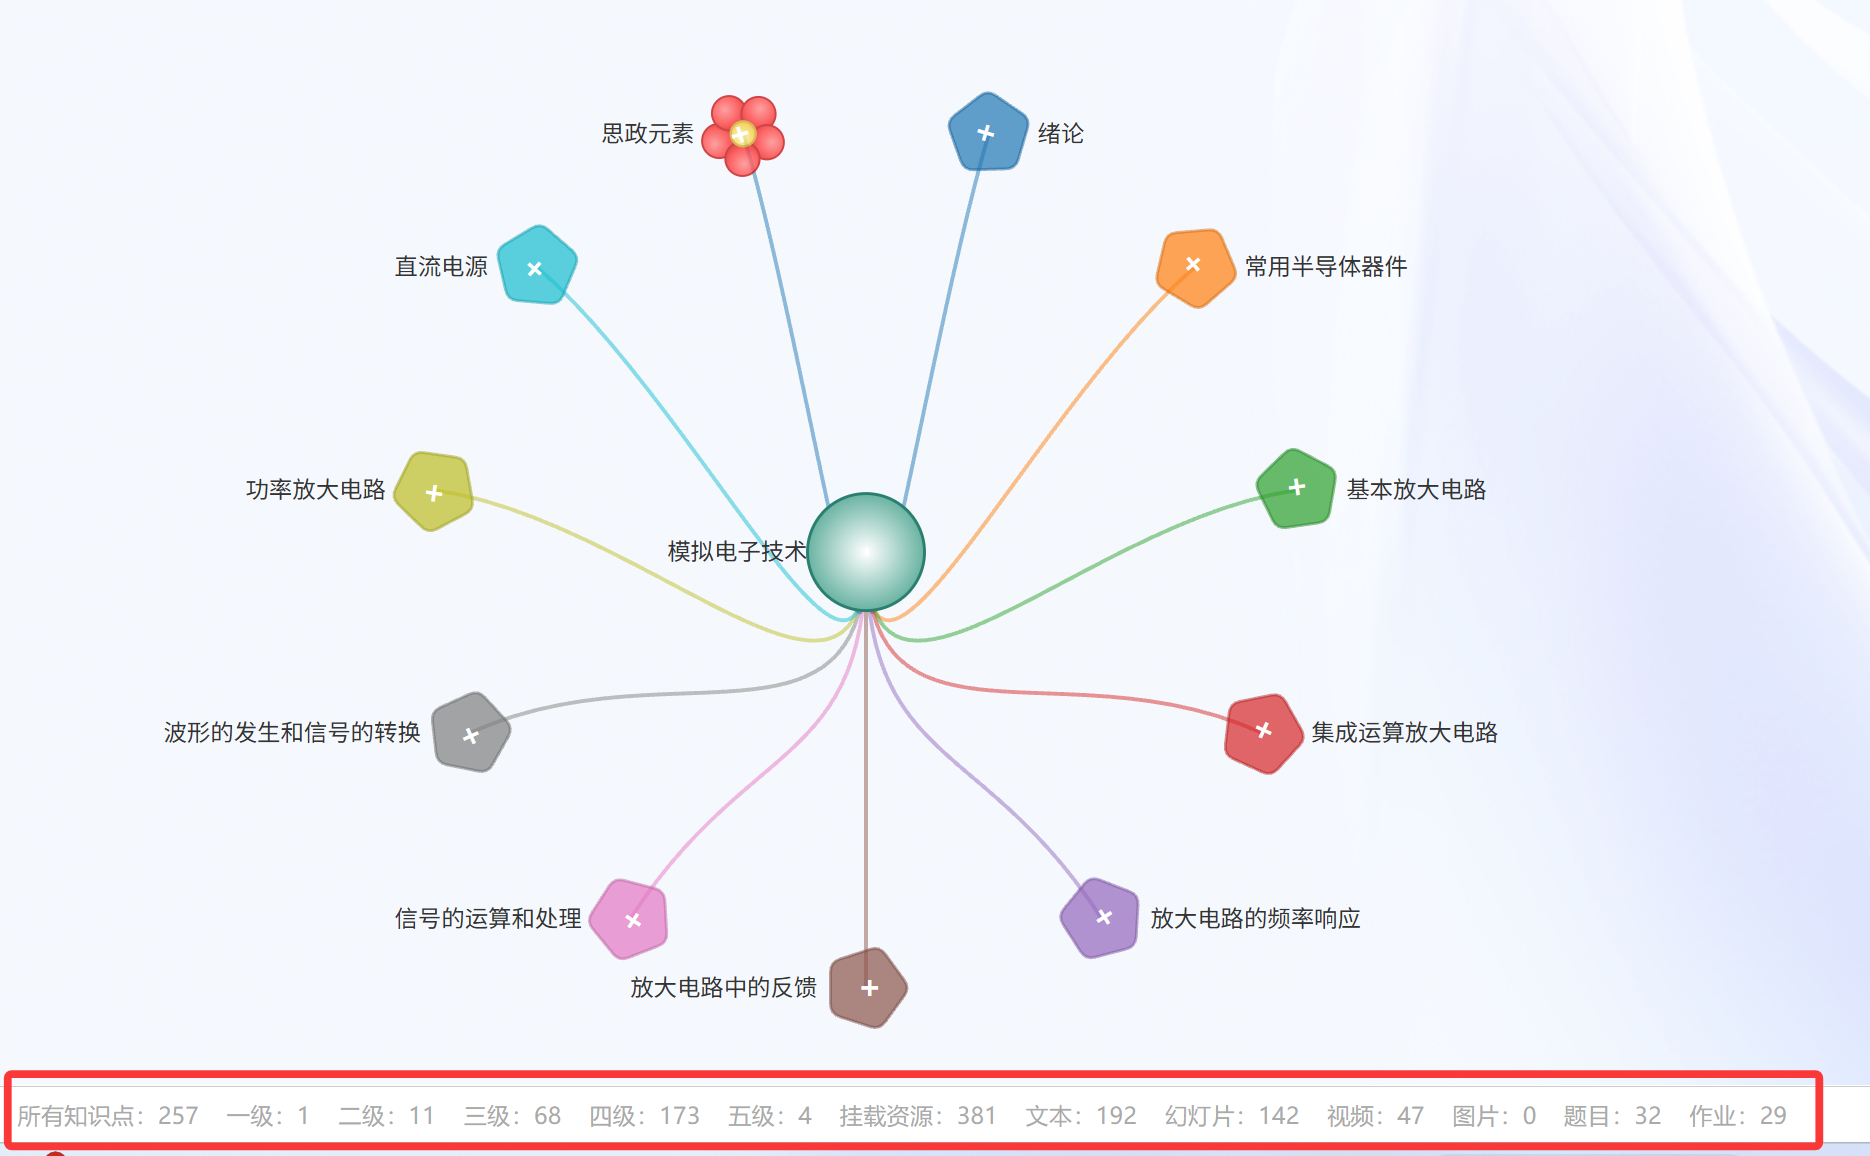 思政元素
绪论
直流电源
常用半导体器件
功率放大电路
基本放大电路
模拟电子技术
波形的发生和信号的转换
集成运算放大电路
信号的运算和处理
放大电路的频率响应
放大电路中的反馈
所有知识点：257 一级：1 二级：11 三级：68 四级：173 五级：4 挂载资源：381 文本：192 幻灯片：142 视频：47 图片：0 题目：32 作业：29